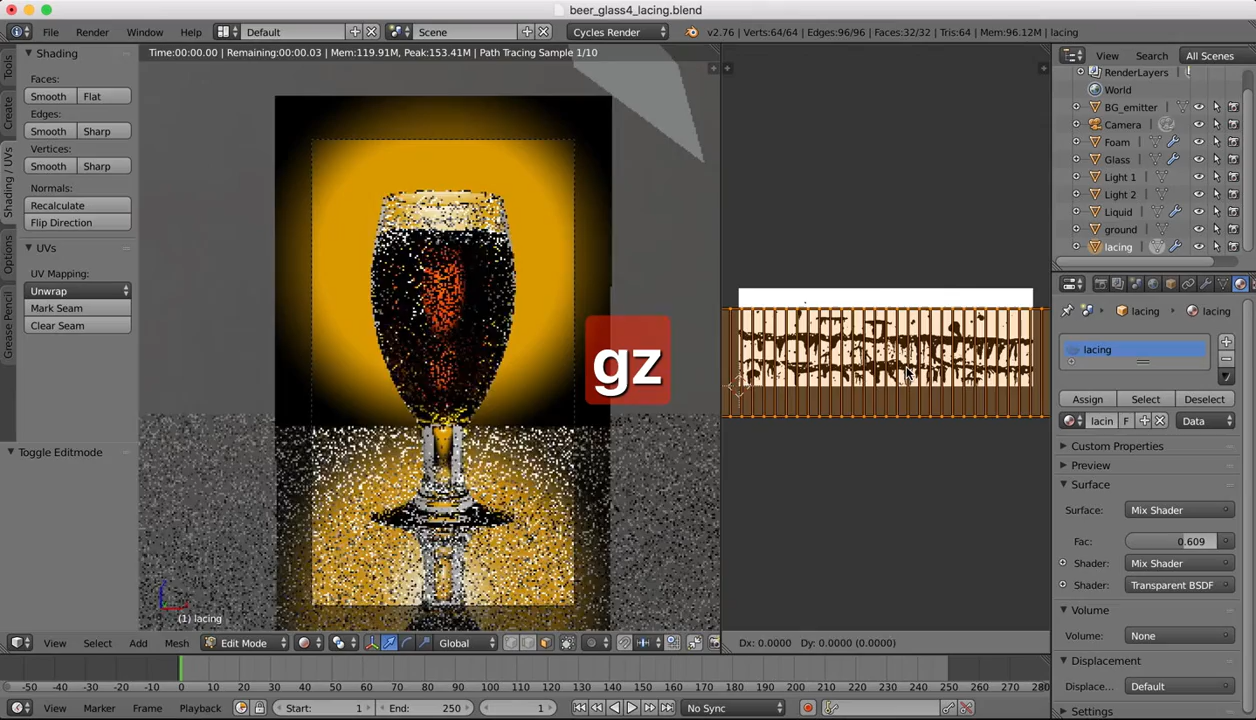 beer_glass4_lacing.blend
File Render Window Help Default Scene Cycles Render v2.76 | Verts:64/64 | Edges:96/96 | Faces:32/32 | Tris:64 | Mem:96.12M | lacing
Time:00:00.00 | Remaining:00:00.03 | Mem:119.91M, Peak:153.41M | Path Tracing Sample 1/10
Tools
Create
Shading / UVs
Options
Grease Pencil
Shading
Faces:
Smooth Flat
Edges:
Smooth Sharp
Vertices:
Smooth Sharp
Normals:
Recalculate
Flip Direction
UVs
UV Mapping:
Unwrap
Mark Seam
Clear Seam
Toggle Editmode
gz
(1) lacing
View Select Add Mesh Edit Mode Global
Dx: 0.0000 Dy: 0.0000 (0.0000)
View Search All Scenes
RenderLayers
World
BG_emitter
Camera
Foam
Glass
Light 1
Light 2
Liquid
ground
lacing
lacing lacing
lacing
Assign Select Deselect
lacin F Data
Custom Properties
Preview
Surface
Surface: Mix Shader
Fac: 0.609
Shader: Mix Shader
Shader: Transparent BSDF
Volume
Volume: None
Displacement
Displace... Default
Settings
-50 -40 -30 -20 -10 0 10 20 30 40 50 60 70 80 90 100 110 120 130 140 150 160 170 180 190 200 210 220 230 240 250 260 270 280
View Marker Frame Playback Start: 1 End: 250 1 No Sync